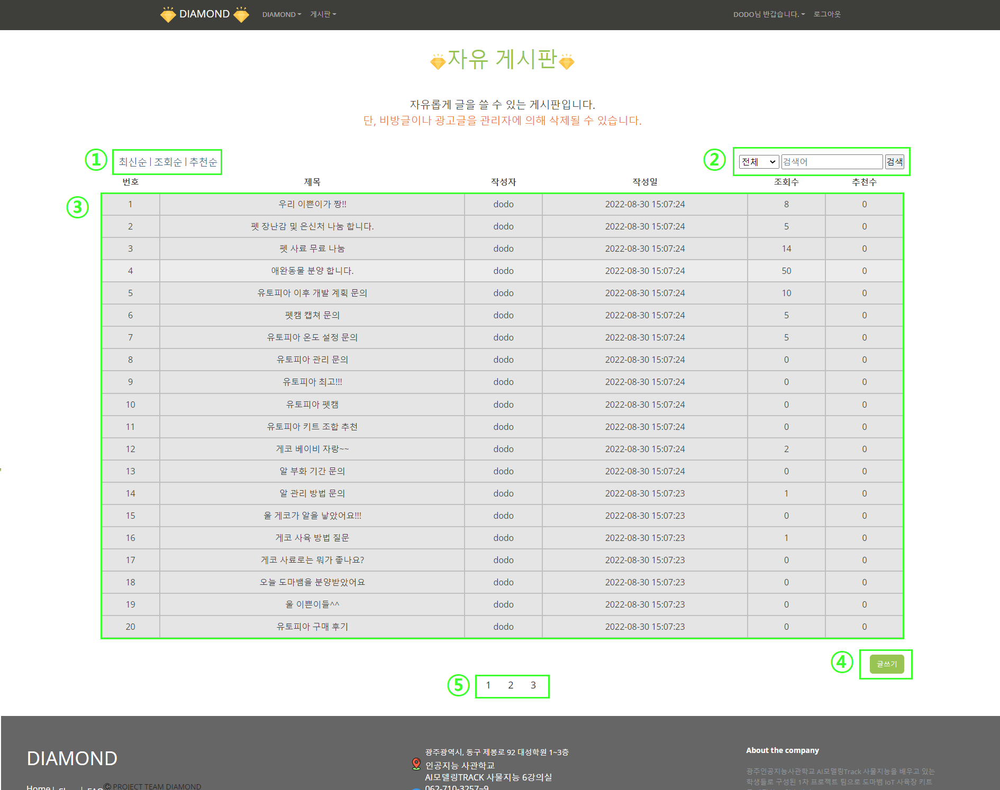 DIAMOND DIAMOND 게시판 DODO님 반갑습니다. 로그아웃
자유 게시판
자유롭게 글을 쓸 수 있는 게시판입니다.
단, 비방글이나 광고글을 관리자에 의해 삭제될 수 있습니다.
① 최신순 | 조회순 | 추천순 ② 전체 검색어 검색
번호 제목 작성자 작성일 조회수 추천수
③
1 우리 이쁜이가 짱!! dodo 2022-08-30 15:07:24 8 0
2 펫 장난감 및 은신처 나눔 합니다. dodo 2022-08-30 15:07:24 5 0
3 펫 사료 무료 나눔 dodo 2022-08-30 15:07:24 14 0
4 애완동물 분양 합니다. dodo 2022-08-30 15:07:24 50 0
5 유토피아 이후 개발 계획 문의 dodo 2022-08-30 15:07:24 10 0
6 펫캠 캡쳐 문의 dodo 2022-08-30 15:07:24 5 0
7 유토피아 온도 설정 문의 dodo 2022-08-30 15:07:24 5 0
8 유토피아 관리 문의 dodo 2022-08-30 15:07:24 0 0
9 유토피아 최고!!! dodo 2022-08-30 15:07:24 0 0
10 유토피아 펫캠 dodo 2022-08-30 15:07:24 0 0
11 유토피아 키트 조합 추천 dodo 2022-08-30 15:07:24 0 0
12 게코 베이비 자랑~~ dodo 2022-08-30 15:07:24 2 0
13 알 부화 기간 문의 dodo 2022-08-30 15:07:24 0 0
14 알 관리 방법 문의 dodo 2022-08-30 15:07:23 1 0
15 울 게코가 알을 낳았어요!!! dodo 2022-08-30 15:07:23 0 0
16 게코 사육 방법 질문 dodo 2022-08-30 15:07:23 1 0
17 게코 사료로는 뭐가 좋나요? dodo 2022-08-30 15:07:23 0 0
18 오늘 도마뱀을 분양받았어요 dodo 2022-08-30 15:07:23 0 0
19 울 이쁜이들^^ dodo 2022-08-30 15:07:23 0 0
20 유토피아 구매 후기 dodo 2022-08-30 15:07:23 0 0
④ 글쓰기
⑤ 1 2 3
DIAMOND
Home | | FAQ © PROJECT TEAM DIAMOND
광주광역시, 동구 제봉로 92 대성학원 1~3층
인공지능 사관학교
AI모델링TRACK 사물지능 6강의실
062-710-3257~9
About the company
광주인공지능사관학교 AI모델링Track 사물지능을 배우고 있는
학생들로 구성된 1차 프로젝트 팀으로 도마뱀 IoT 사육장 키트